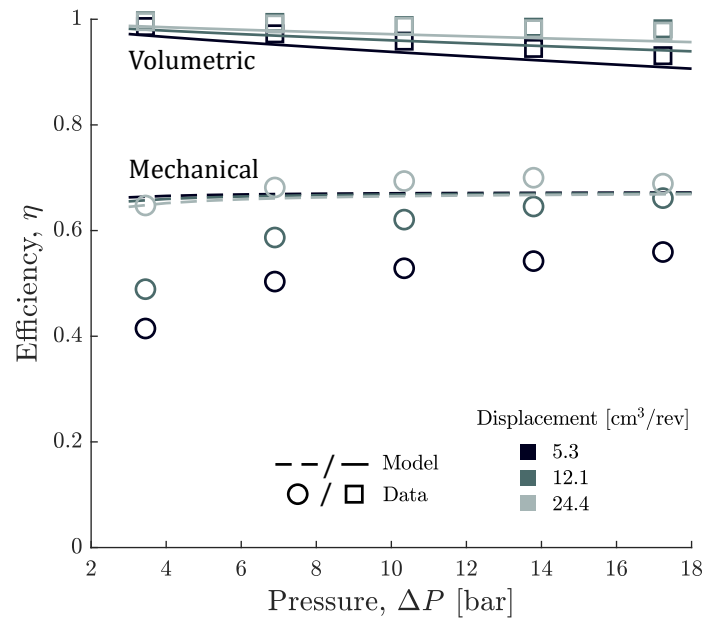 1
Volumetric
0.8
Mechanical
0.6
Efficiency, η
0.4
Displacement [cm³/rev]
0.2
/ Model
/ Data
5.3
12.1
24.4
0
2 4 6 8 10 12 14 16 18
Pressure, ΔP [bar]